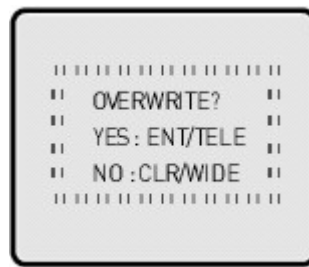 OVERWRITE?
YES : ENT/TELE
NO : CLR/WIDE